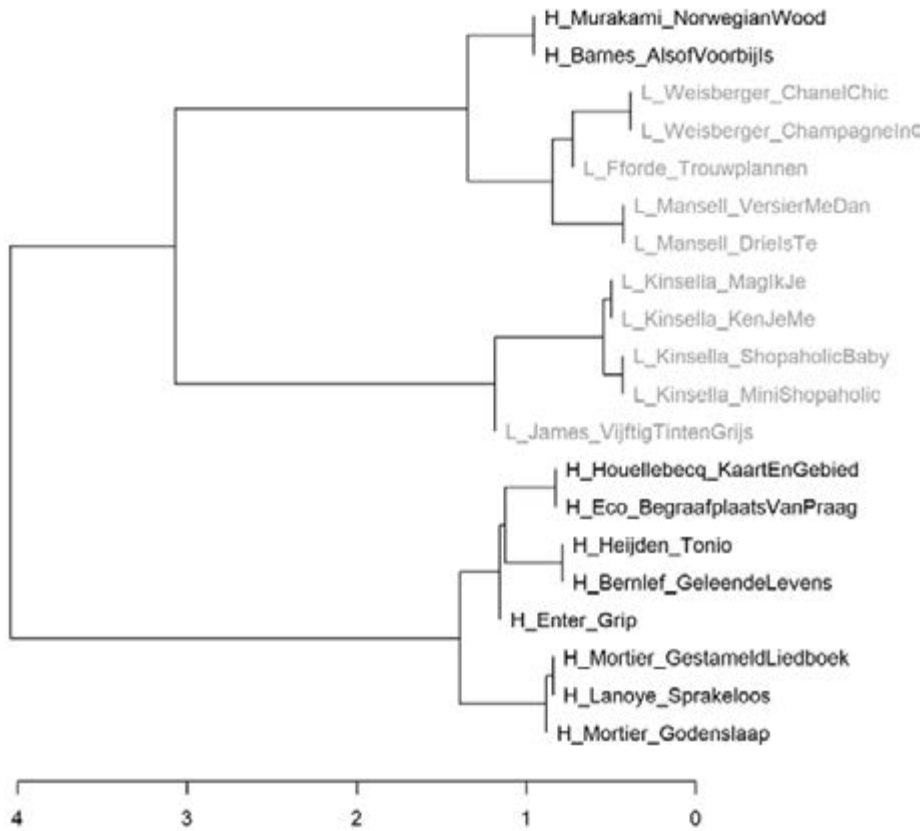 H_Murakami_NorwegianWood
H_Barnes_AlsofVoorbijIs
L_Weisberger_ChanelChic
L_Weisberger_ChampagneInC
L_Fforde_Trouwplannen
L_Mansell_VersierMeDan
L_Mansell_DrieIsTe
L_Kinsella_MagIkJe
L_Kinsella_KenJeMe
L_Kinsella_ShopaholicBaby
L_Kinsella_MiniShopaholic
L_James_VijftigTintenGrijs
H_Houellebecq_KaartEnGebied
H_Eco_BegraafplaatsVanPraag
H_Heijden_Tonio
H_Bernlef_GeleendeLevens
H_Enter_Grip
H_Mortier_GestameldLiedboek
H_Lanoye_Sprakeloos
H_Mortier_Godenslaap
4 3 2 1 0